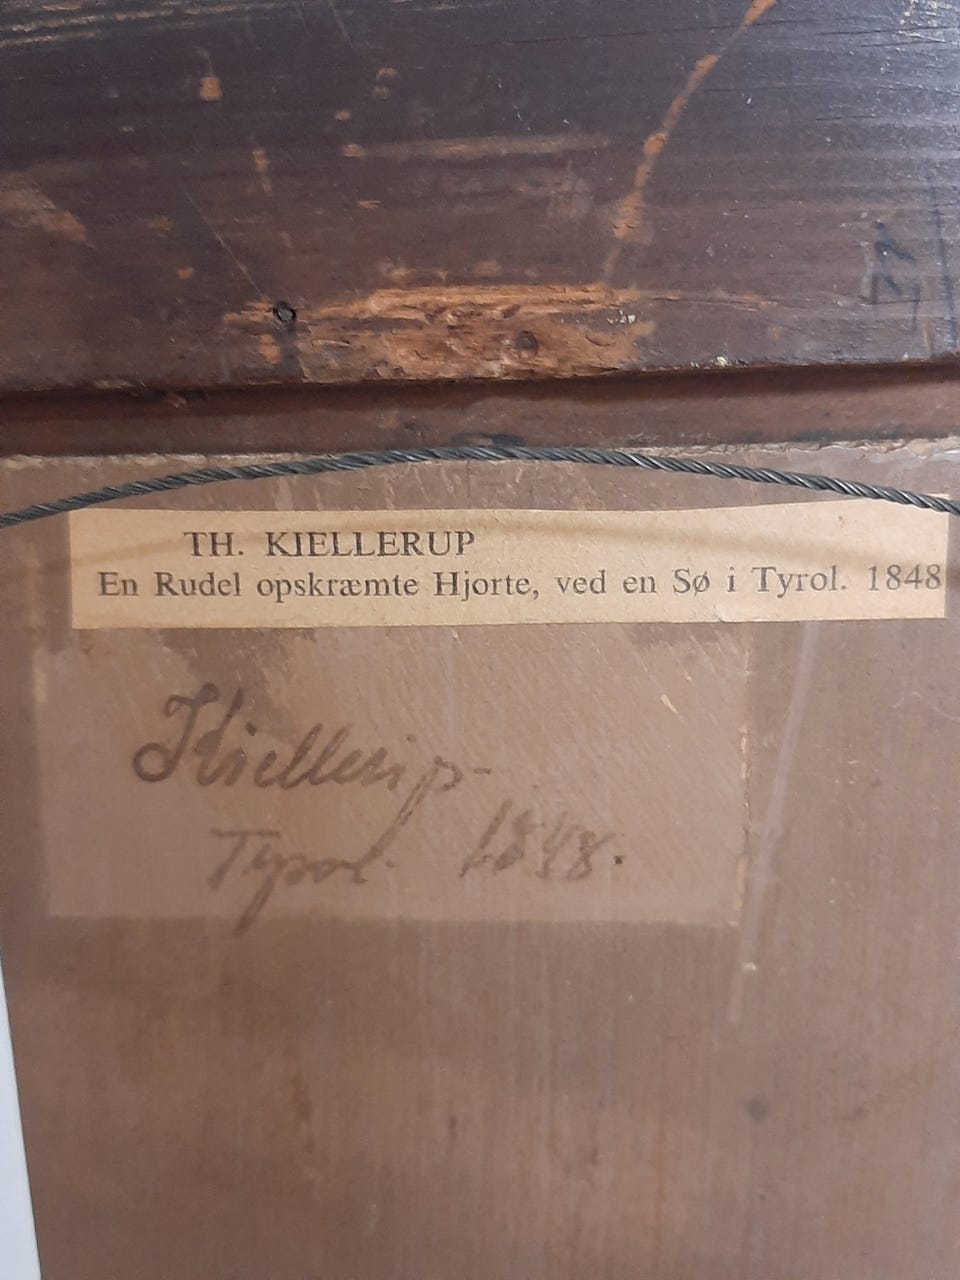 TH. KIELLERUP
En Rudel opskræmte Hjorte, ved en Sø i Tyrol. 1848
Kiellerup
Tyrol. 1848.